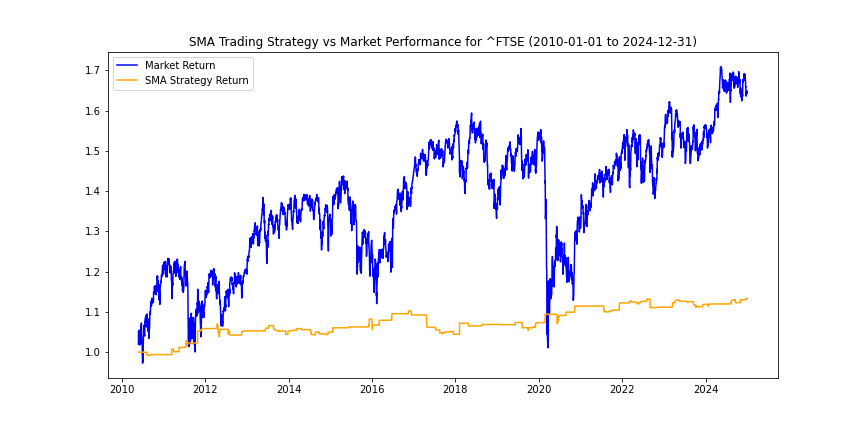 SMA Trading Strategy vs Market Performance for ^FTSE (2010-01-01 to 2024-12-31)
Market Return
SMA Strategy Return
1.7
1.6
1.5
1.4
1.3
1.2
1.1
1.0
2010 2012 2014 2016 2018 2020 2022 2024